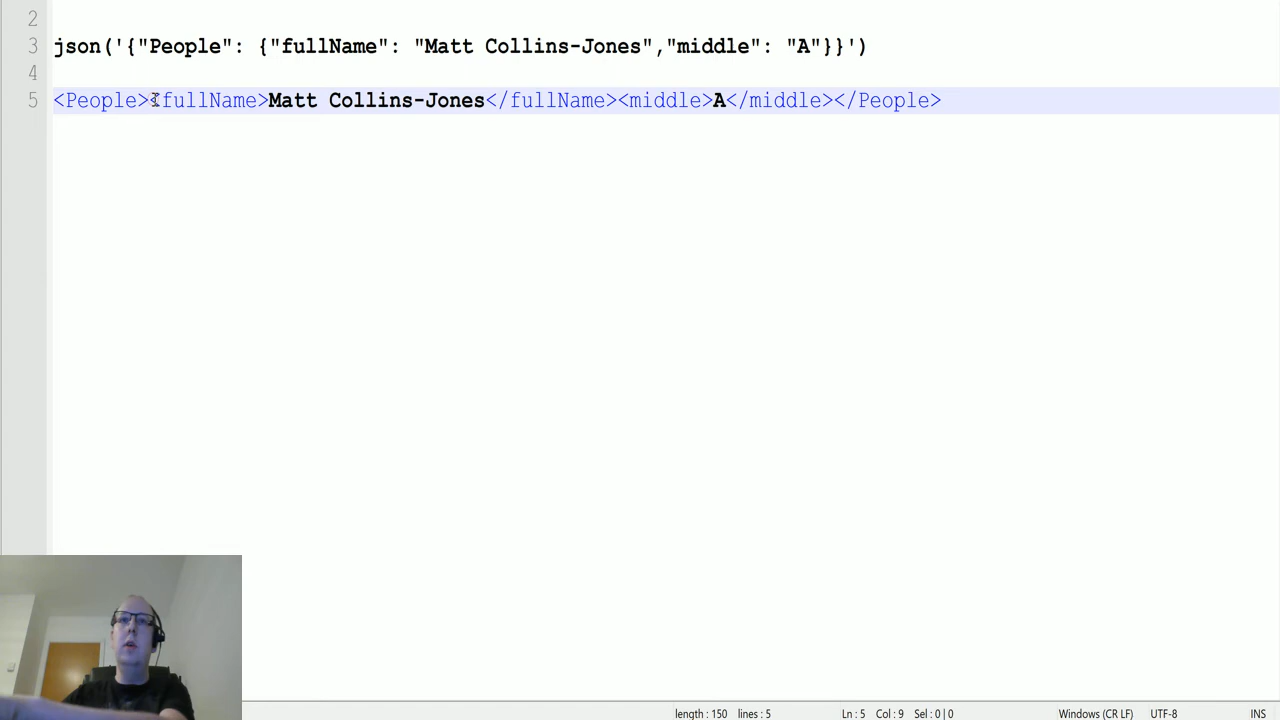 2
3 json('{"People": {"fullName": "Matt Collins-Jones","middle": "A"}}')
4
5 <People><fullName>Matt Collins-Jones</fullName><middle>A</middle></People>
length : 150 lines : 5 Ln : 5 Col : 9 Sel : 0 | 0 Windows (CR LF) UTF-8 INS